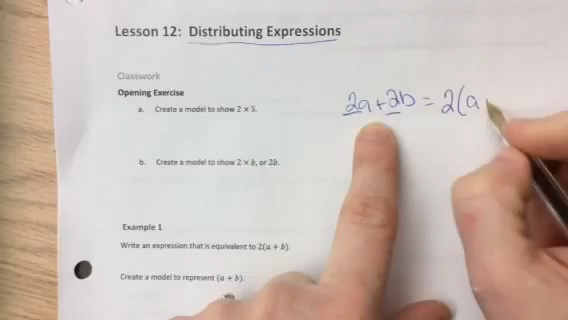 Lesson 12: Distributing Expressions
Classwork
Opening Exercise
a. Create a model to show 2 × 5.
2a+2b = 2(a
b. Create a model to show 2 × b, or 2b.
Example 1
Write an expression that is equivalent to 2(a + b).
Create a model to represent (a + b).